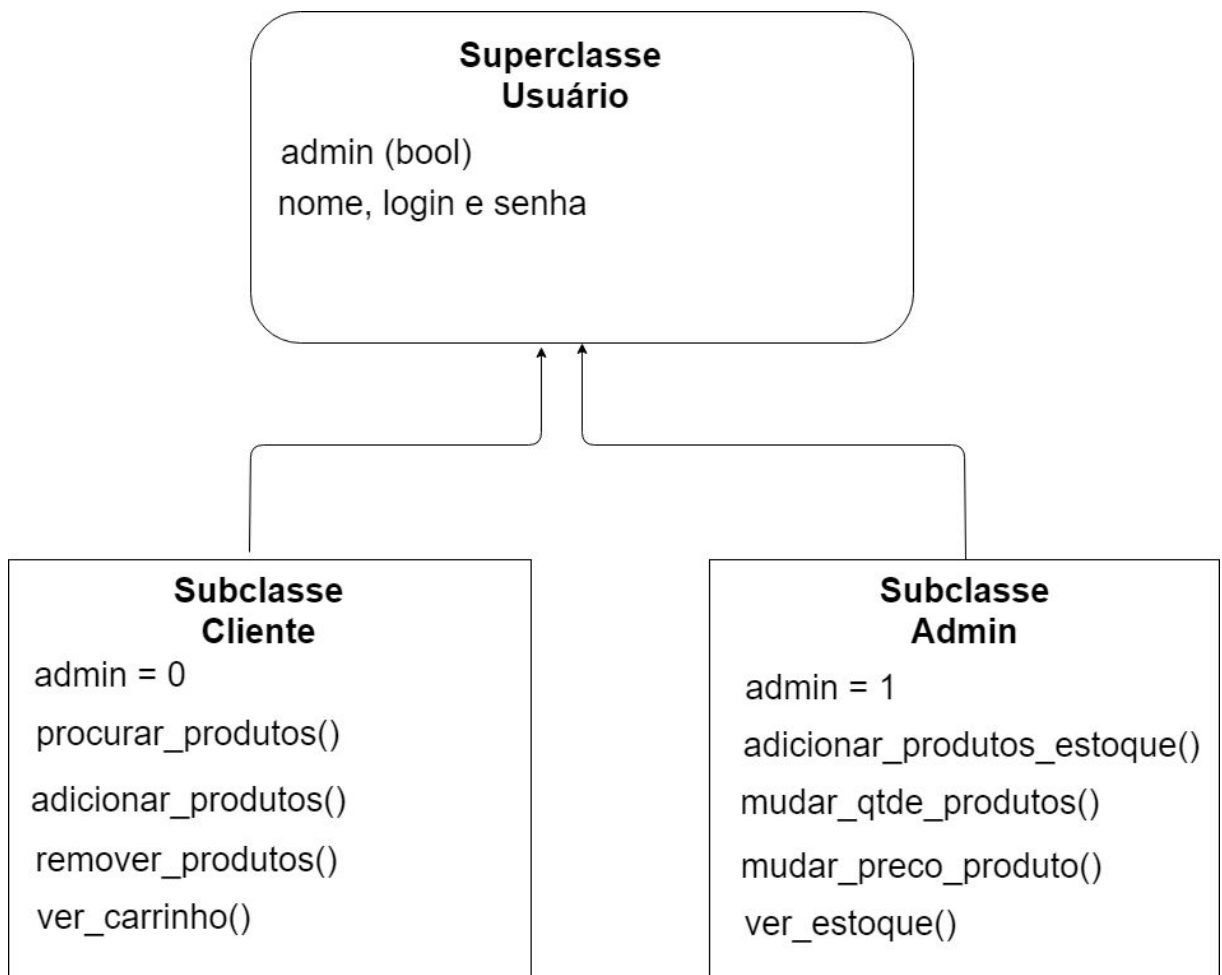 Superclasse
Usuário
admin (bool)
nome, login e senha
Subclasse
Cliente
admin = 0
procurar_produtos()
adicionar_produtos()
remover_produtos()
ver_carrinho()
Subclasse
Admin
admin = 1
adicionar_produtos_estoque()
mudar_qtde_produtos()
mudar_preco_produto()
ver_estoque()